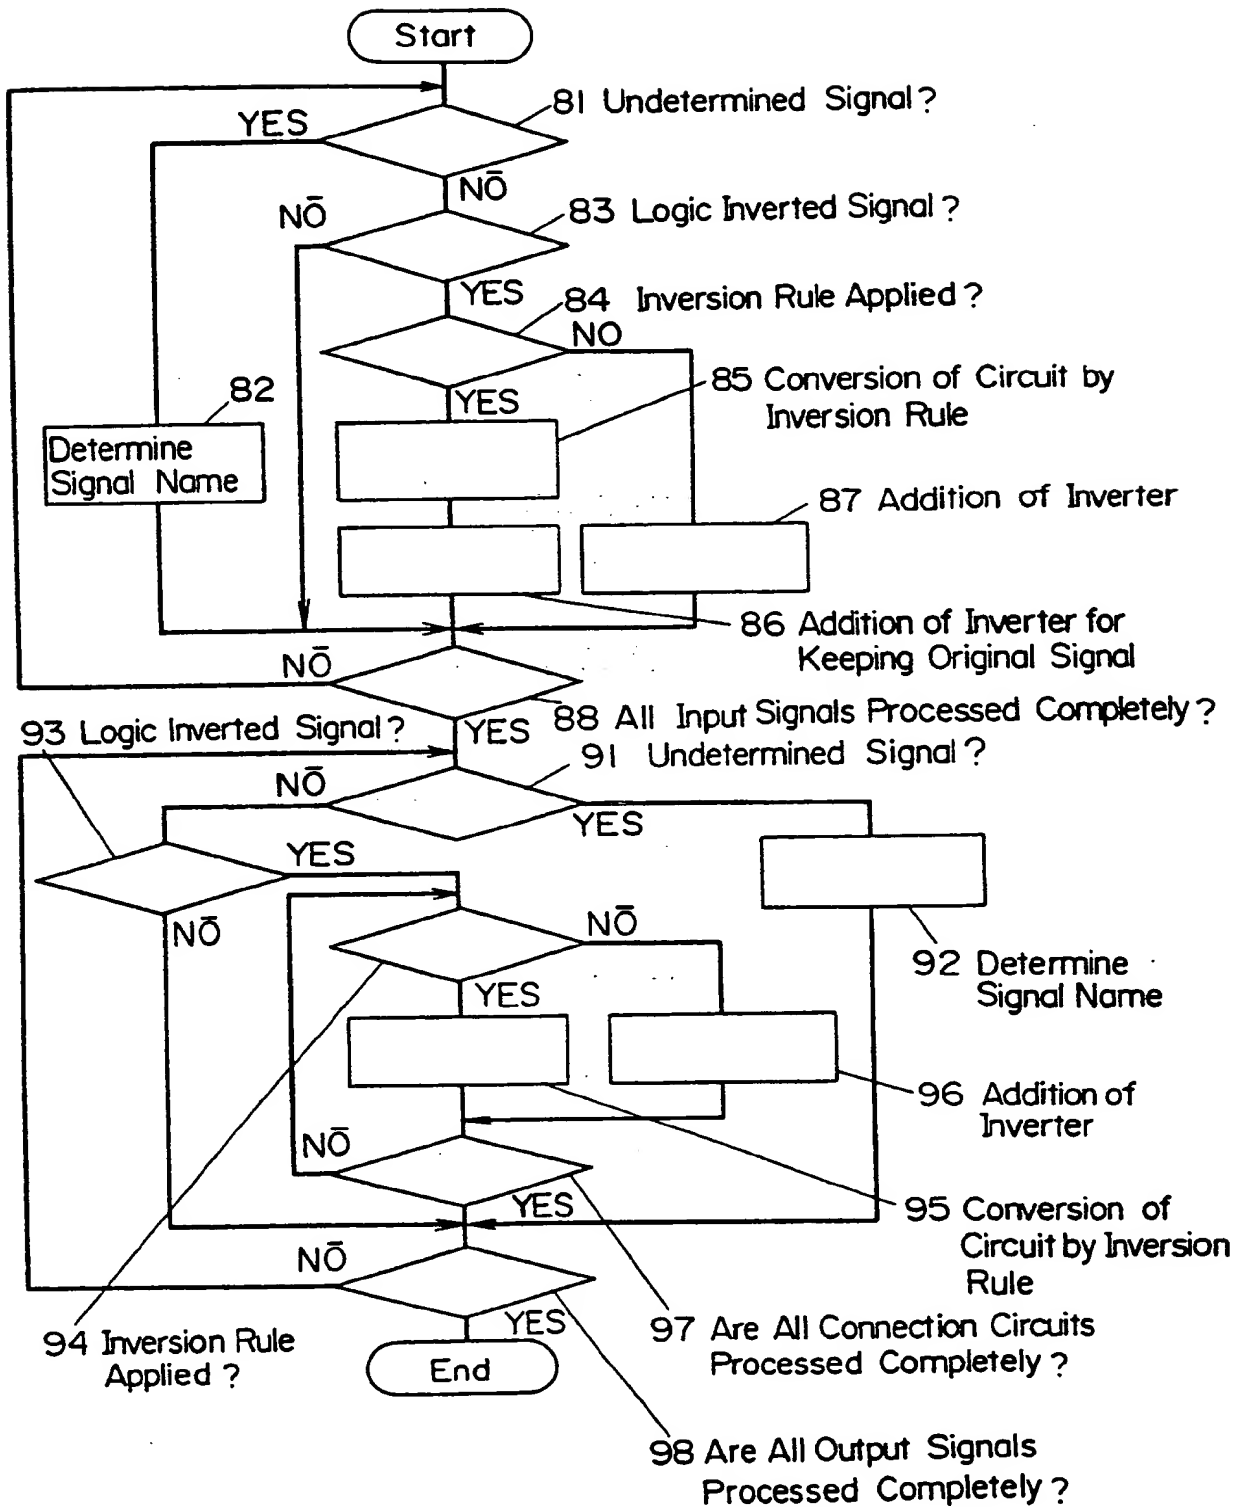 Start
81 Undetermined Signal?
YES
NŌ
NŌ
83 Logic Inverted Signal?
YES
84 Inversion Rule Applied?
NO
82
YES
85 Conversion of Circuit by
Inversion Rule
Determine
Signal Name
87 Addition of Inverter
86 Addition of Inverter for
Keeping Original Signal
NŌ
88 All Input Signals Processed Completely?
YES
93 Logic Inverted Signal?
91 Undetermined Signal?
NŌ
YES
YES
NŌ
NŌ
92 Determine
Signal Name
YES
96 Addition of
Inverter
NŌ
YES
95 Conversion of
Circuit by Inversion
Rule
NŌ
YES
94 Inversion Rule
Applied?
97 Are All Connection Circuits
Processed Completely?
End
98 Are All Output Signals
Processed Completely?